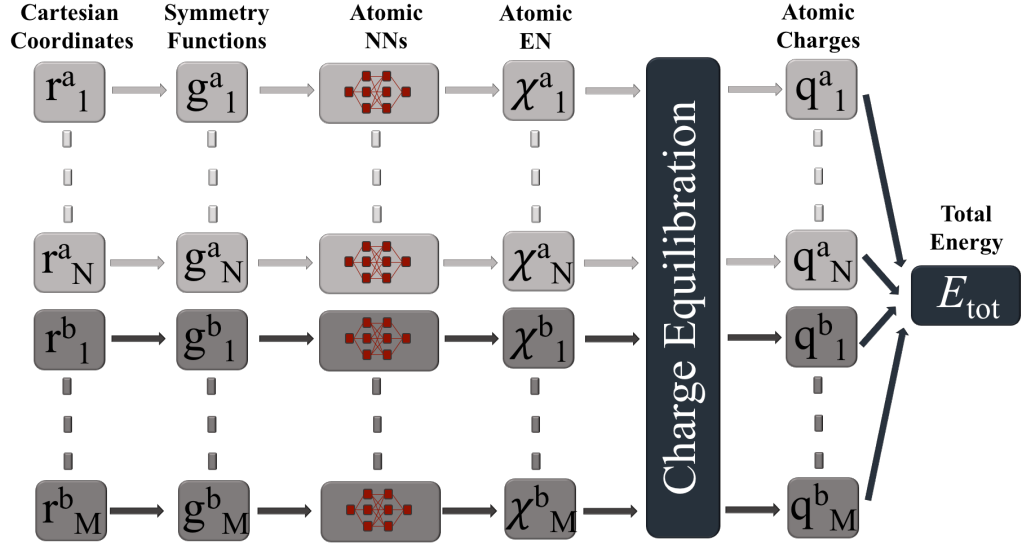 Cartesian
Coordinates
Symmetry
Functions
Atomic
NNs
Atomic
EN
Atomic
Charges
r^a_1
g^a_1
χ^a_1
q^a_1
r^a_N
g^a_N
χ^a_N
q^a_N
r^b_1
g^b_1
χ^b_1
q^b_1
r^b_M
g^b_M
χ^b_M
q^b_M
Charge Equilibration
Total
Energy
E_tot